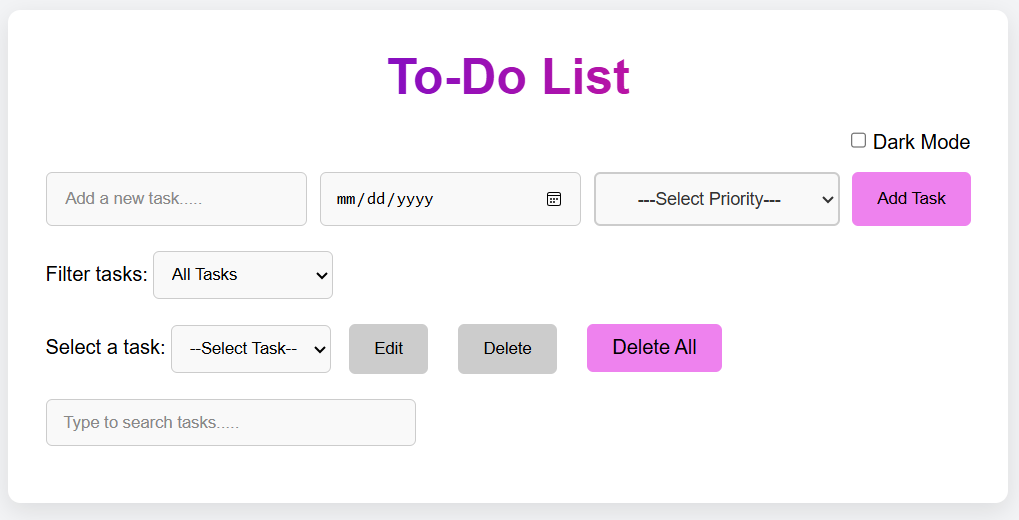 To-Do List
Dark Mode
Add a new task..... mm/dd/yyyy ---Select Priority--- Add Task
Filter tasks: All Tasks
Select a task: --Select Task-- Edit Delete Delete All
Type to search tasks.....